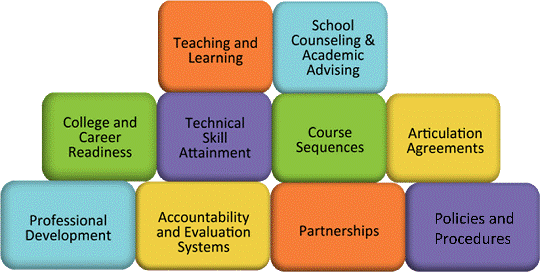 Teaching and
Learning
School
Counseling &
Academic
Advising
College and
Career
Readiness
Technical
Skill
Attainment
Course
Sequences
Articulation
Agreements
Professional
Development
Accountability
and Evaluation
Systems
Partnerships
Policies and
Procedures